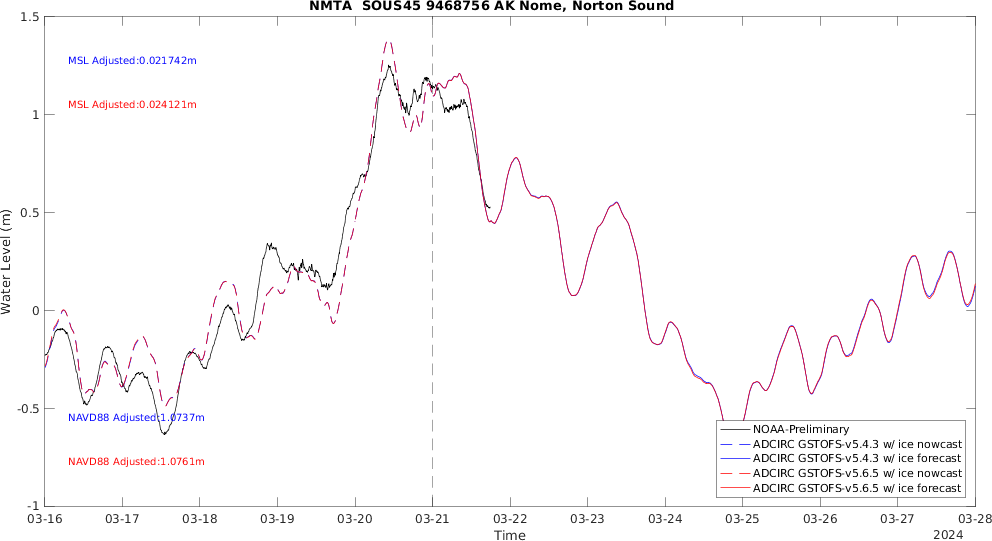 NMTA SOUS45 9468756 AK Nome, Norton Sound
1.5
1
0.5
0
-0.5
-1
Water Level (m)
MSL Adjusted:0.021742m
MSL Adjusted:0.024121m
NAVD88 Adjusted:1.0737m
NAVD88 Adjusted:1.0761m
NOAA-Preliminary
ADCIRC GSTOFS-v5.4.3 w/ ice nowcast
ADCIRC GSTOFS-v5.4.3 w/ ice forecast
ADCIRC GSTOFS-v5.6.5 w/ ice nowcast
ADCIRC GSTOFS-v5.6.5 w/ ice forecast
03-16 03-17 03-18 03-19 03-20 03-21 03-22 03-23 03-24 03-25 03-26 03-27 03-28
Time
2024